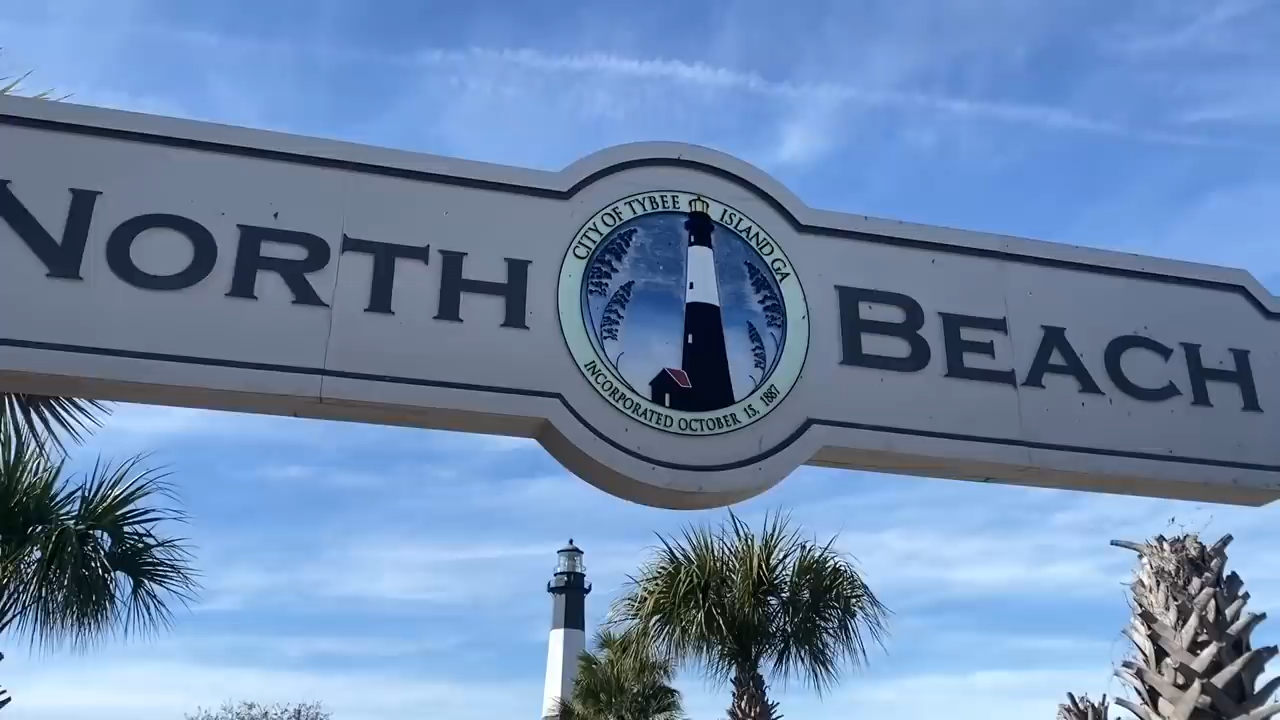 NORTH BEACH
CITY OF TYBEE ISLAND GA
INCORPORATED OCTOBER 15, 1887